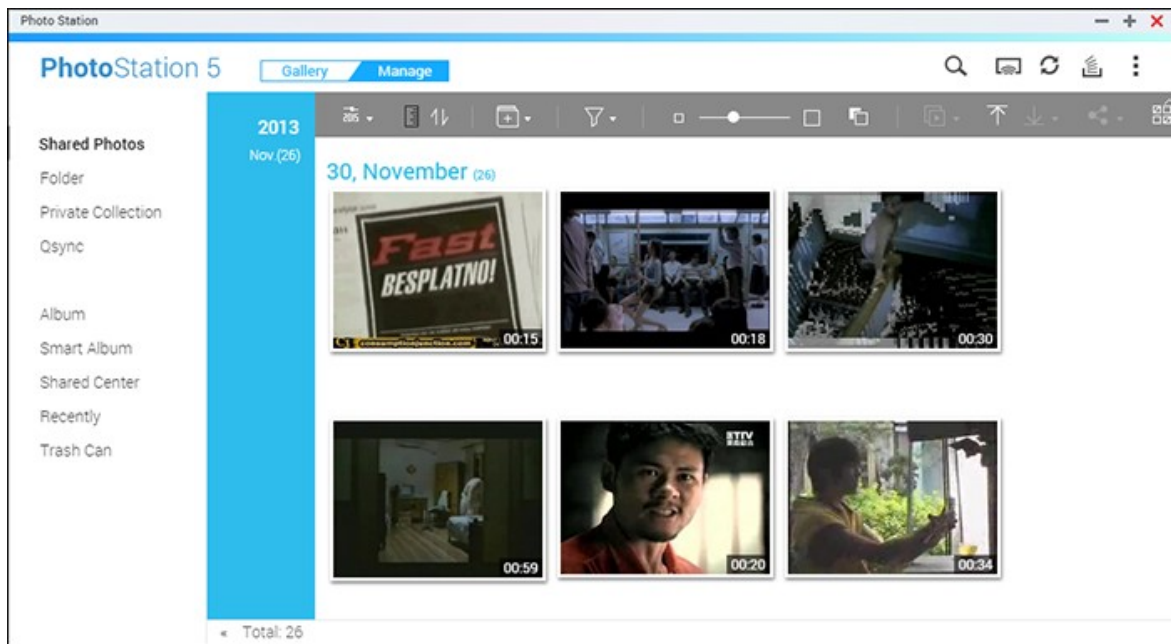 Photo Station
PhotoStation 5
Gallery
Manage
Shared Photos
Folder
Private Collection
Qsync
Album
Smart Album
Shared Center
Recently
Trash Can
2013
Nov.(26)
30, November (26)
Fast
BESPLATNO!
consumptionjunction.com
00:15
00:18
00:30
00:59
00:20
00:34
« Total: 26